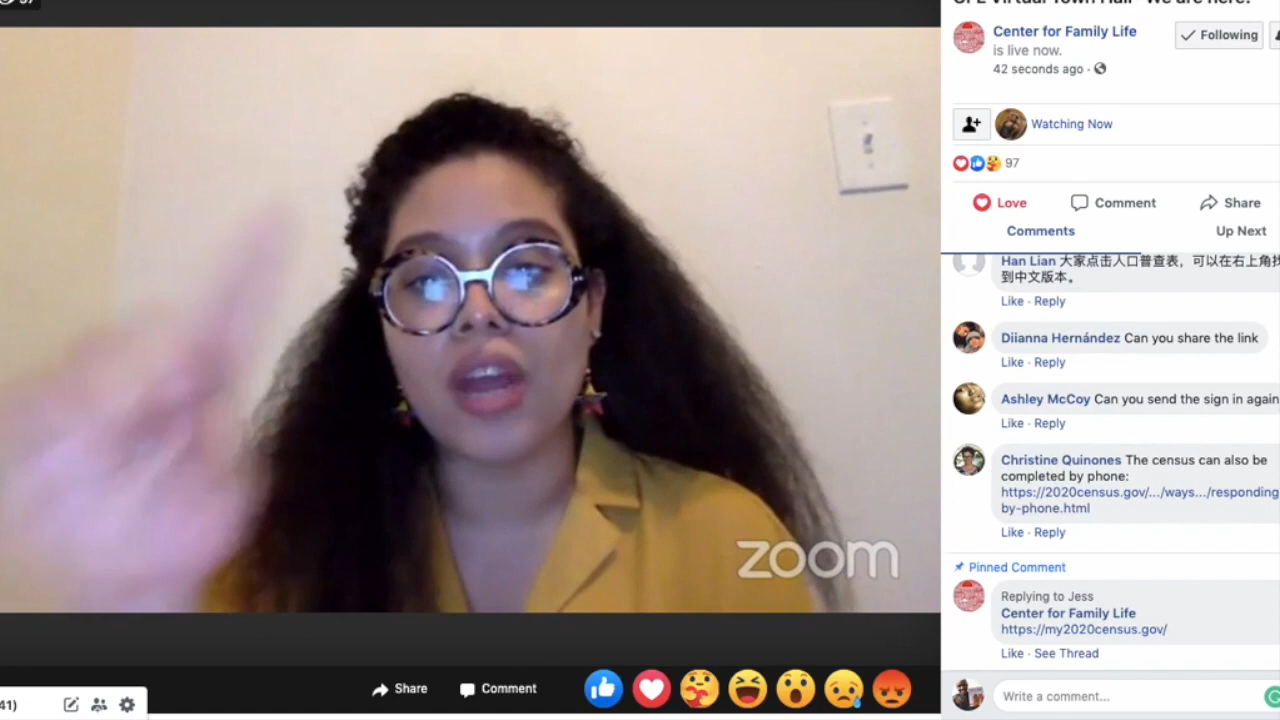 Center for Family Life
Following
is live now.
42 seconds ago ·
Watching Now
97
Love
Comment
Share
Comments
Up Next
Han Lian 大家点击人口普查表，可以在右上角找
到中文版本。
Like · Reply
Diianna Hernández Can you share the link
Like · Reply
Ashley McCoy Can you send the sign in again
Like · Reply
Christine Quinones The census can also be
completed by phone:
https://2020census.gov/.../ways.../responding
by-phone.html
Like · Reply
Pinned Comment
Replying to Jess
Center for Family Life
https://my2020census.gov/
Like · See Thread
Write a comment...
zoom
Share
Comment
41)